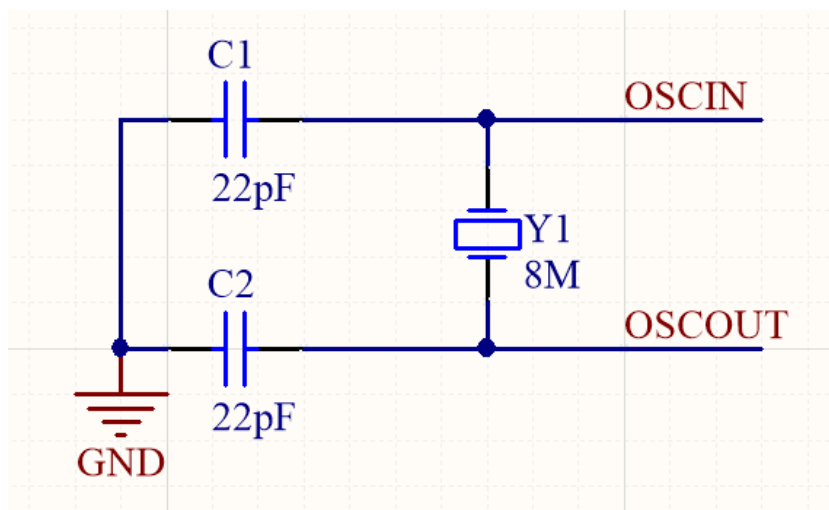 C1
OSCIN
22pF
Y1
8M
C2
OSCOUT
22pF
GND